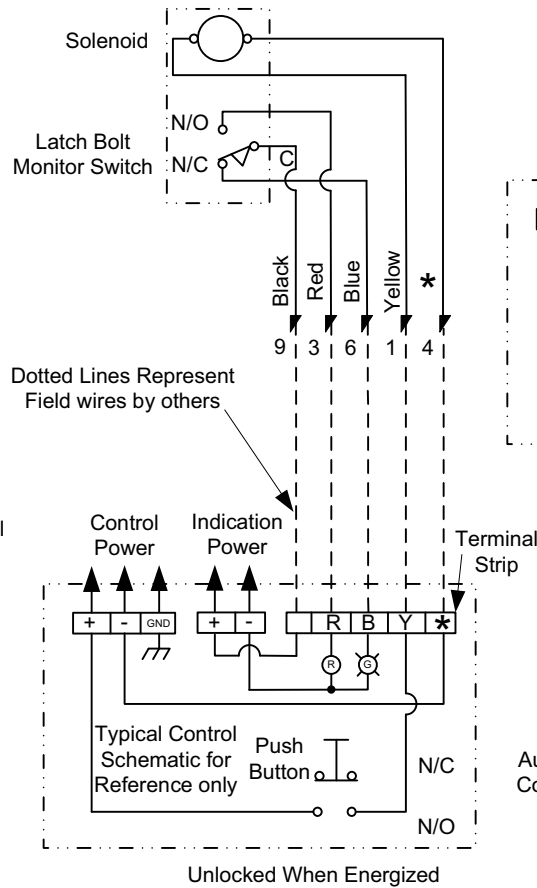 Solenoid
N/O
Latch Bolt
Monitor Switch
N/C
C
Black
Red
Blue
Yellow
*
9 3 6 1 4
Dotted Lines Represent
Field wires by others
Control
Power
Indication
Power
Terminal
Strip
+ - GND
+ - R B Y *
R G
Typical Control
Schematic for
Reference only
Push
Button
N/C
N/O
Unlocked When Energized